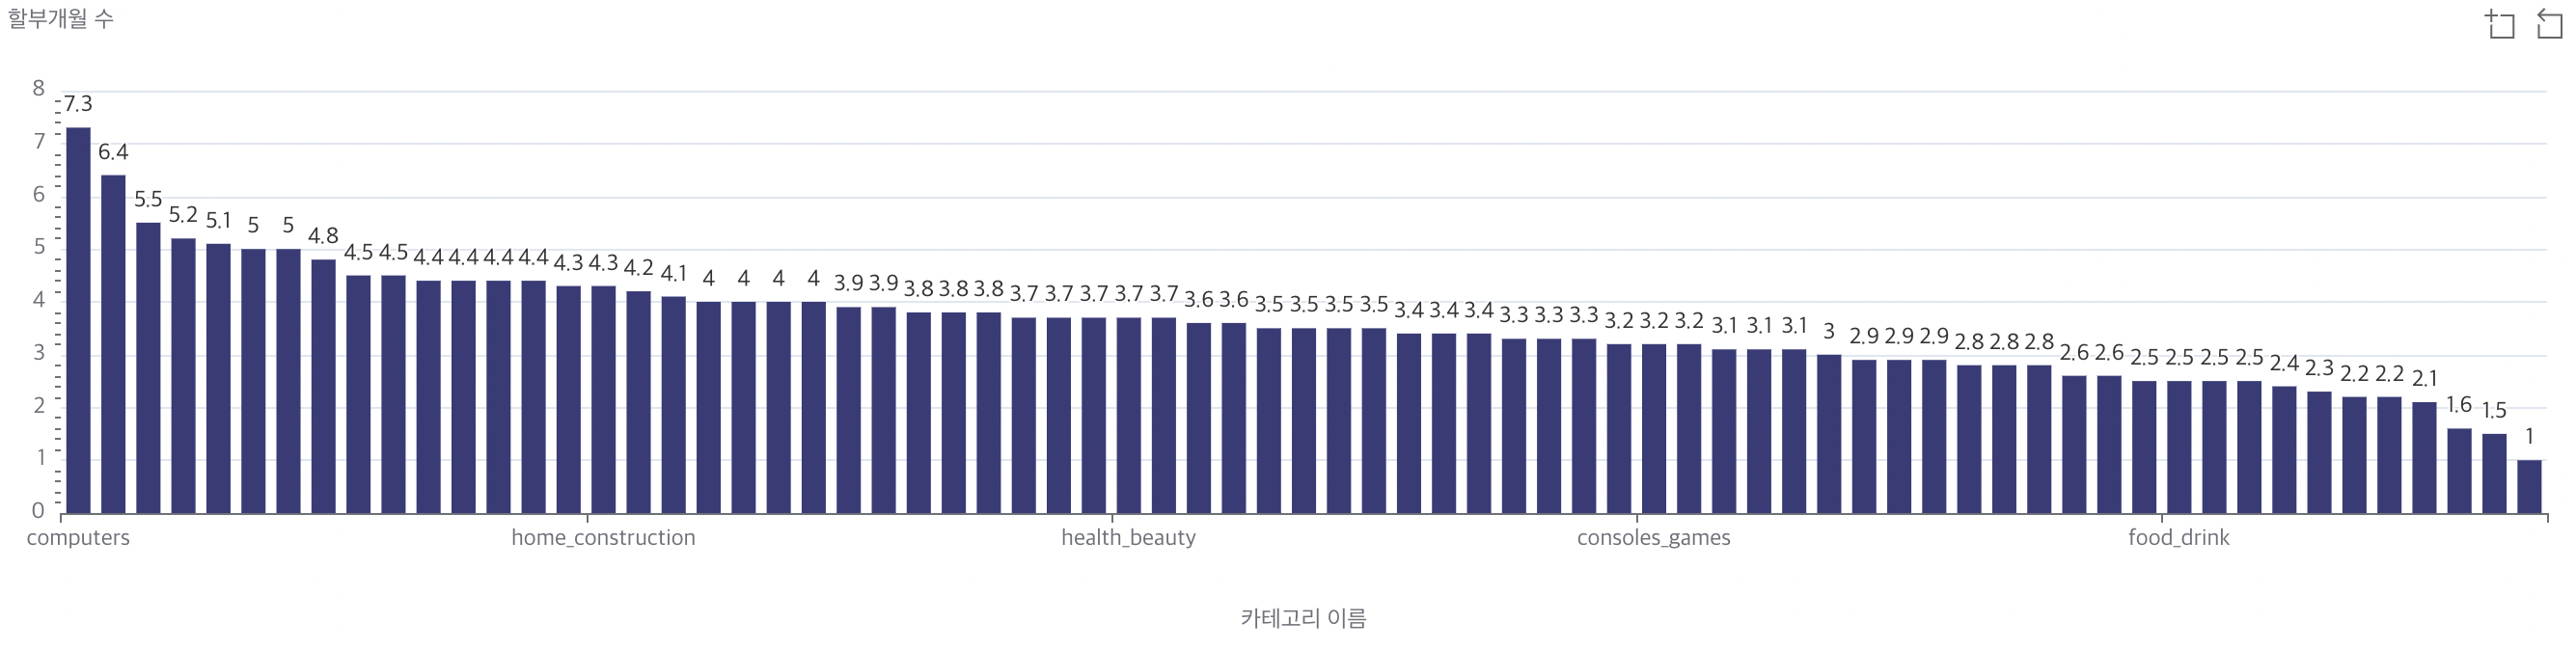 할부개월 수
8
7
6
5
4
3
2
1
0
7.3 6.4 5.5 5.2 5.1 5 5 4.8 4.5 4.5 4.4 4.4 4.4 4.4 4.3 4.3 4.2 4.1 4 4 4 4 3.9 3.9 3.8 3.8 3.8 3.7 3.7 3.7 3.7 3.7 3.6 3.6 3.5 3.5 3.5 3.5 3.4 3.4 3.4 3.3 3.3 3.3 3.2 3.2 3.2 3.1 3.1 3.1 3 2.9 2.9 2.9 2.8 2.8 2.8 2.6 2.6 2.5 2.5 2.5 2.5 2.4 2.3 2.2 2.2 2.1 1.6 1.5 1
computers home_construction health_beauty consoles_games food_drink
카테고리 이름